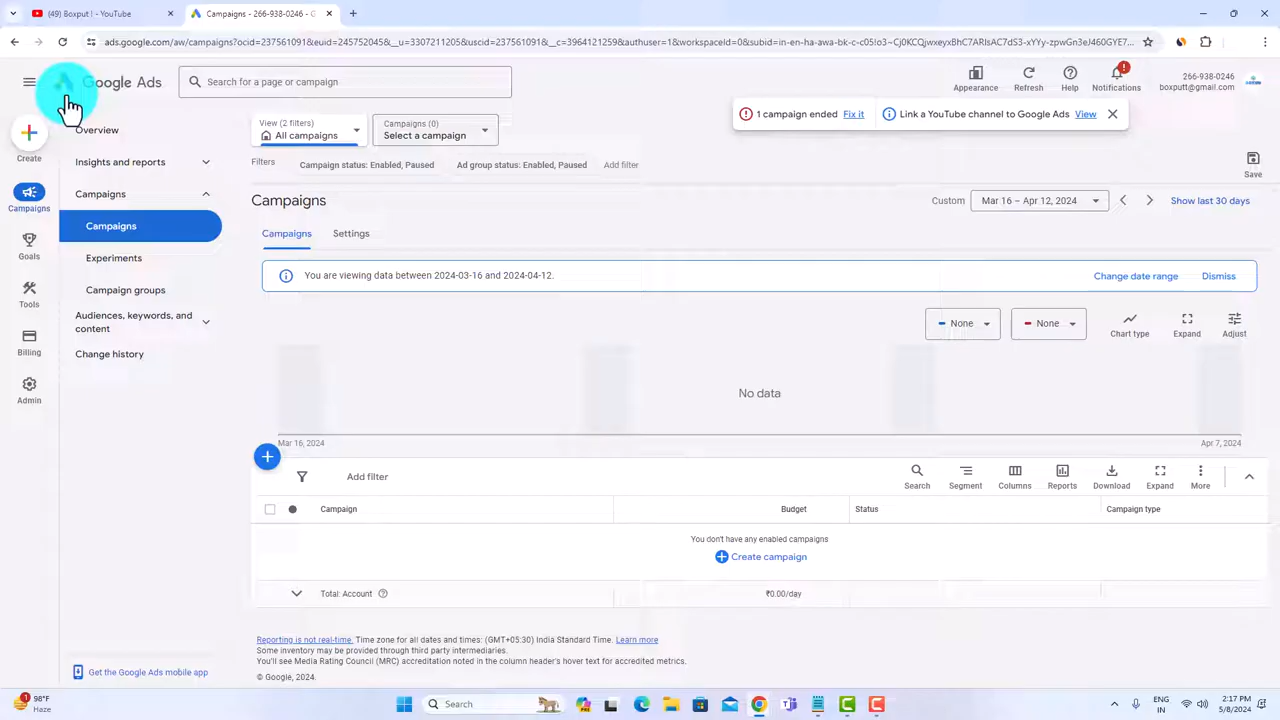 (49) Boxput | \ YouTube
Campaigns - 266-938-0246 - G
ads.google.com/aw/campaigns?ocid=237561091&euid=245752045&__u=3307211205&uscid=237561091&__c=3964121259&authuser=1&workspaceId=0&subid=in-en-ha-awa-bk-c-c05!o3~
Google Ads
Search for a page or campaign
Appearance
Refresh
Help
Notifications
266-938-0246
boxputt@gmail.com
1 campaign ended Fix it
Link a YouTube channel to Google Ads View
Create
Campaigns
Goals
Tools
Billing
Admin
Overview
Insights and reports
Campaigns
Campaigns
Experiments
Campaign groups
Audiences, keywords, and
content
Change history
Get the Google Ads mobile app
View (2 filters)
All campaigns
Campaigns (0)
Select a campaign
Filters
Campaign status: Enabled, Paused
Ad group status: Enabled, Paused
Add filter
Save
Campaigns
Custom
Mar 16 – Apr 12, 2024
Show last 30 days
Campaigns
Settings
You are viewing data between 2024-03-16 and 2024-04-12.
Change date range
Dismiss
None
None
Chart type
Expand
Adjust
No data
Mar 16, 2024
Apr 7, 2024
Add filter
Search
Segment
Columns
Reports
Download
Expand
More
Campaign
Budget
Status
Campaign type
You don't have any enabled campaigns
Create campaign
Total: Account
₹0.00/day
Reporting is not real-time. Time zone for all dates and times: (GMT+05:30) India Standard Time. Learn more
Some inventory may be provided through third party intermediaries.
You'll see Media Rating Council (MRC) accreditation noted in the column header's hover text for accredited metrics.
© Google, 2024.
1
98°F
Haze
Search
ENG
IN
2:17 PM
5/8/2024